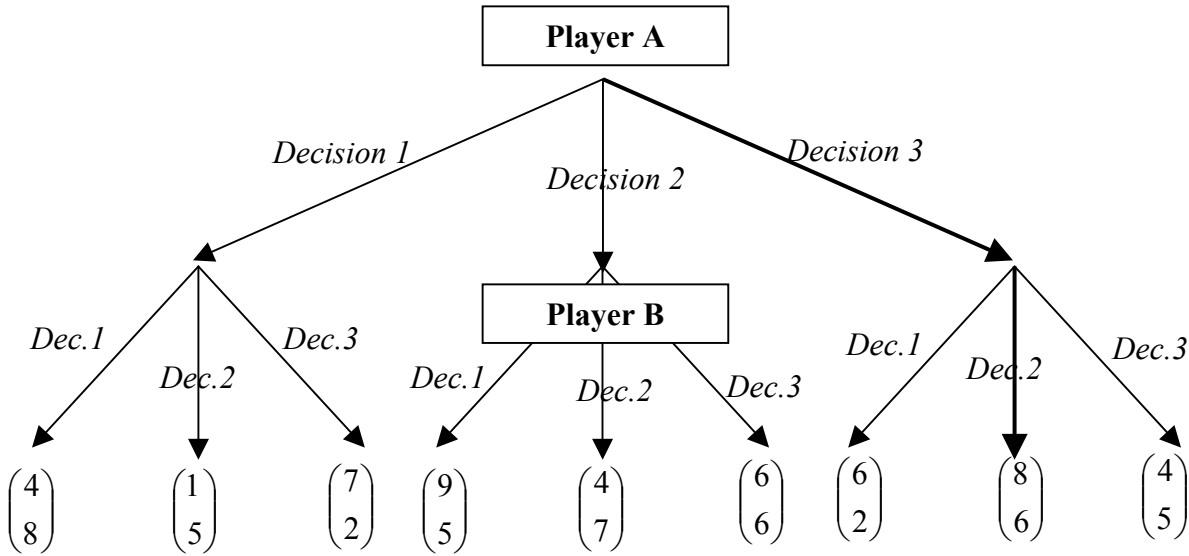 Player A
Decision 1
Decision 2
Decision 3
Player B
Dec.1
Dec.2
Dec.3
Dec.1
Dec.2
Dec.3
Dec.1
Dec.2
Dec.3
4 1 7 9 4 6 6 8 4
8 5 2 5 7 6 2 6 5